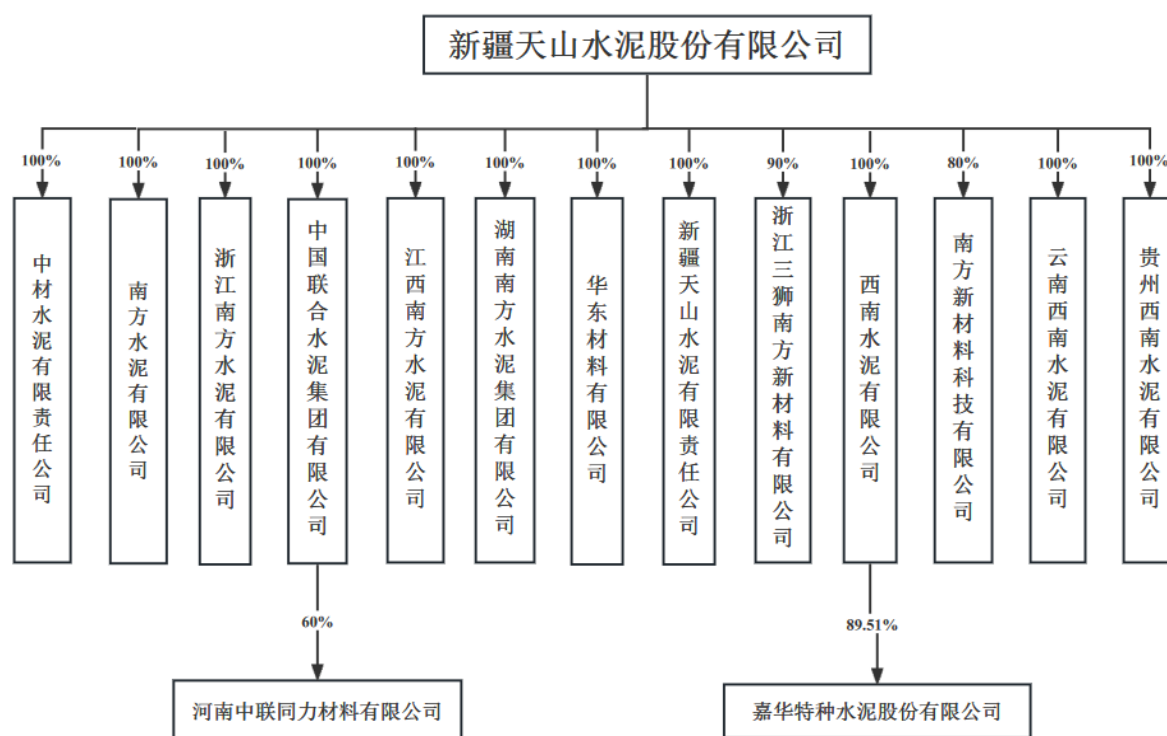 新疆天山水泥股份有限公司
100%
100%
100%
100%
100%
100%
100%
100%
90%
100%
80%
100%
100%
中材水泥有限责任公司
南方水泥有限公司
浙江南方水泥有限公司
中国联合水泥集团有限公司
江西南方水泥有限公司
湖南南方水泥集团有限公司
华东材料有限公司
新疆天山水泥有限责任公司
浙江三狮南方新材料有限公司
西南水泥有限公司
南方新材料科技有限公司
云南西南水泥有限公司
贵州西南水泥有限公司
60%
89.51%
河南中联同力材料有限公司
嘉华特种水泥股份有限公司